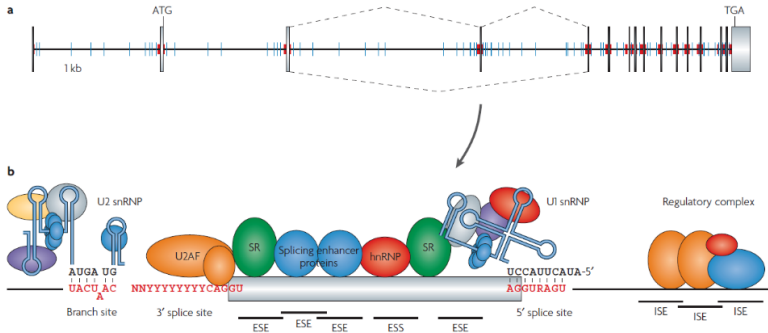 a
ATG
TGA
1 kb
b
U2 snRNP
U1 snRNP
Regulatory complex
U2AF
SR
Splicing enhancer
proteins
hnRNP
SR
AUGA UG
UCCAUUCAUA-5′
UACU AC
A
NNYYYYYYYYCAGGU
AGGURAGU
Branch site
3′ splice site
5′ splice site
ESE
ESE
ESE
ESS
ESE
ISE
ISE
ISE